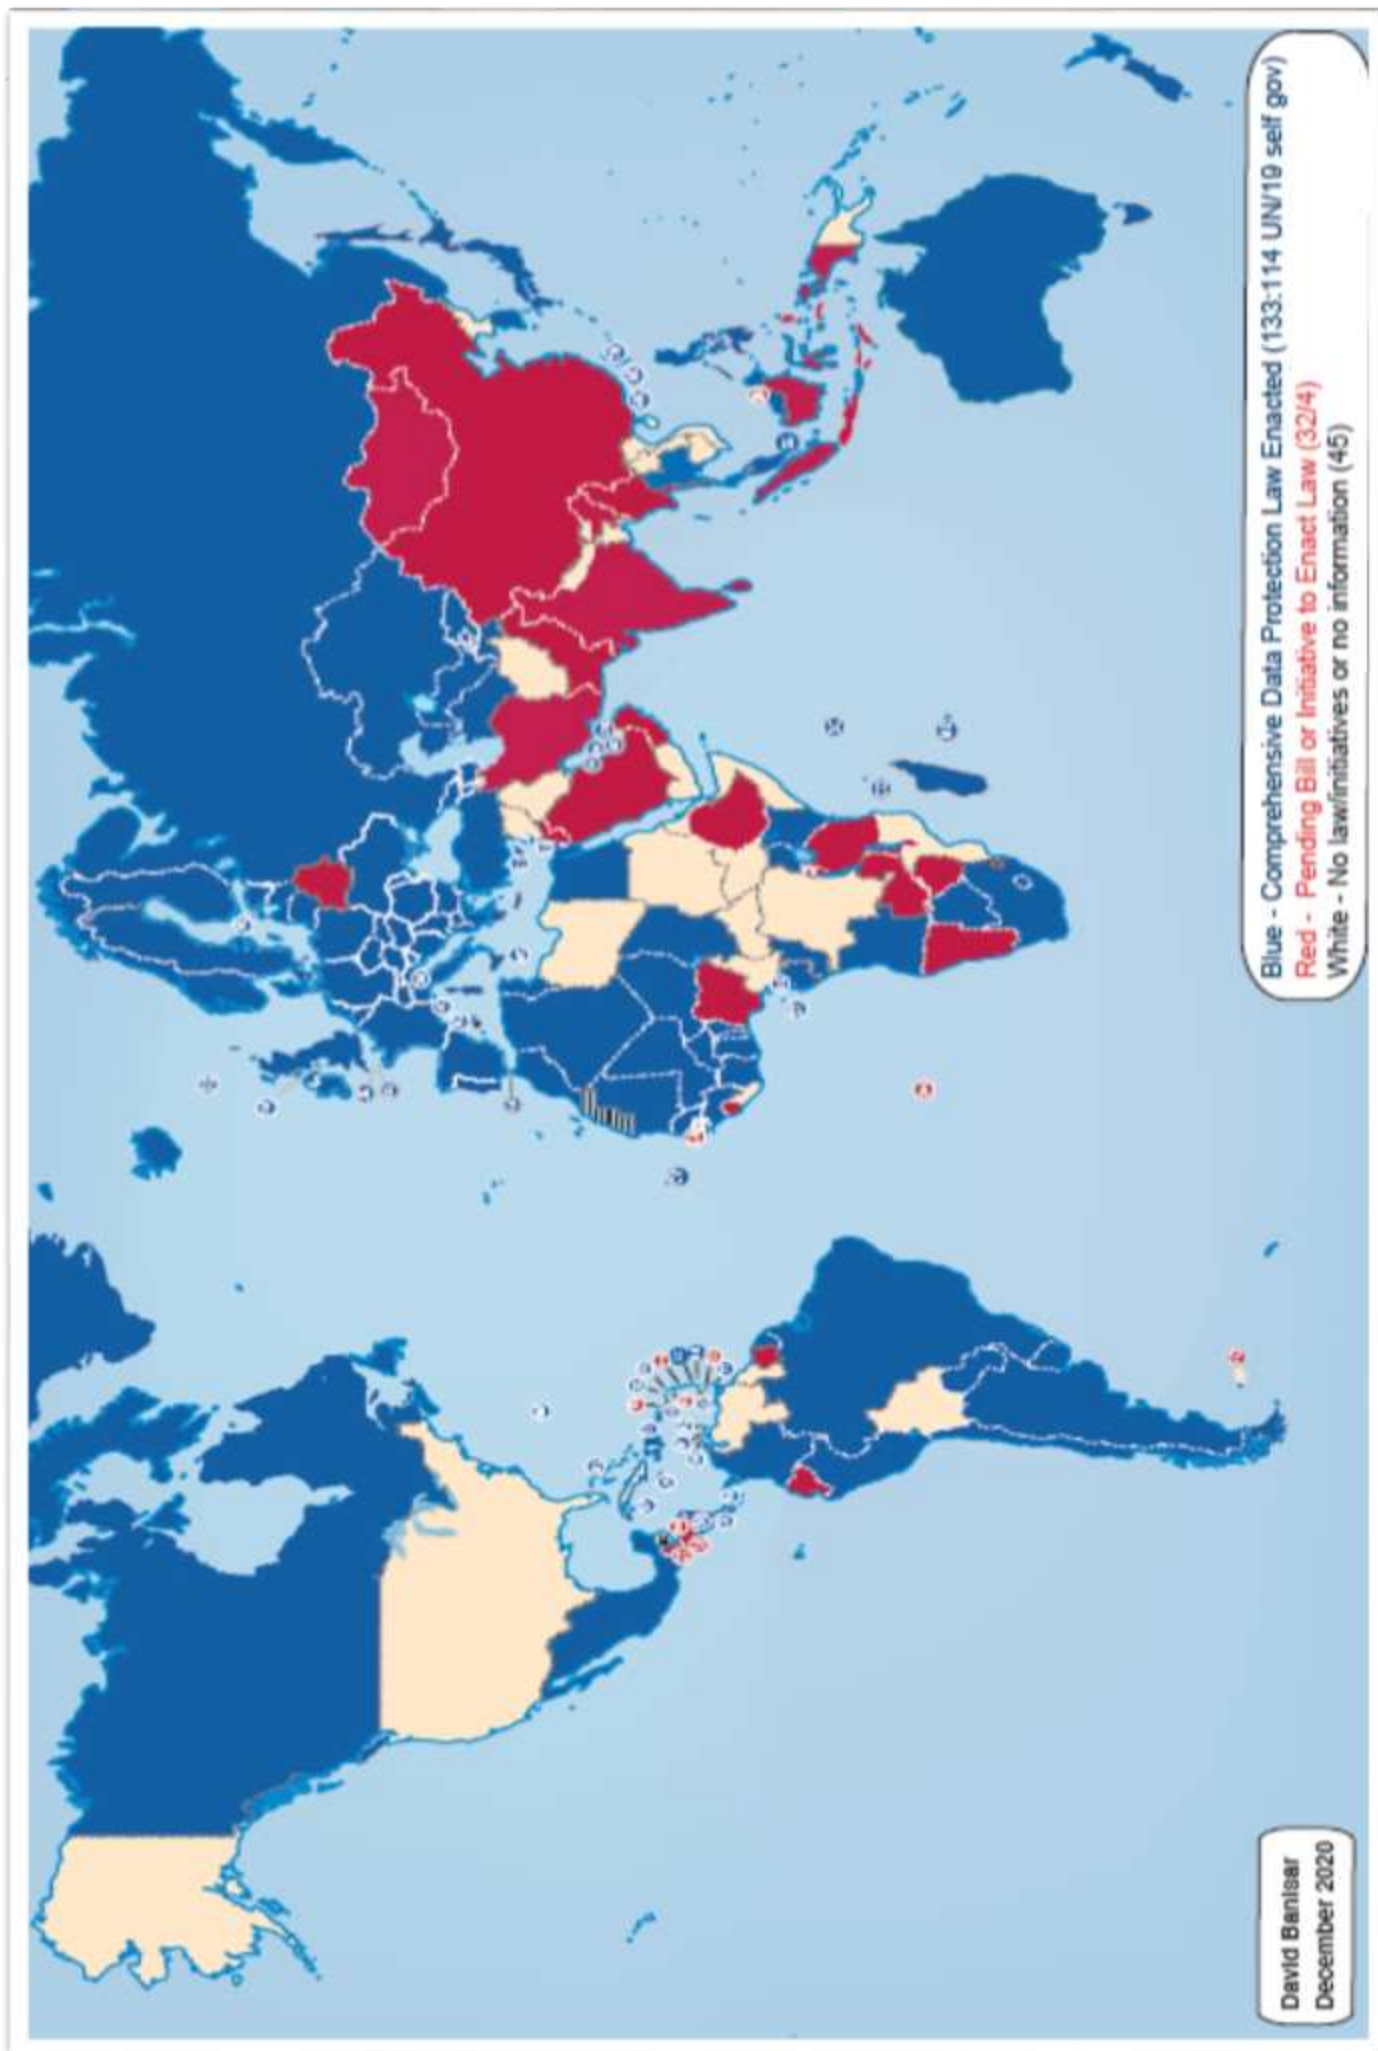 Blue - Comprehensive Data Protection Law Enacted (133:114 UN/19 self gov)
Red - Pending Bill or Initiative to Enact Law (32/4)
White - No law/initiatives or no information (45)
David Banisar
December 2020